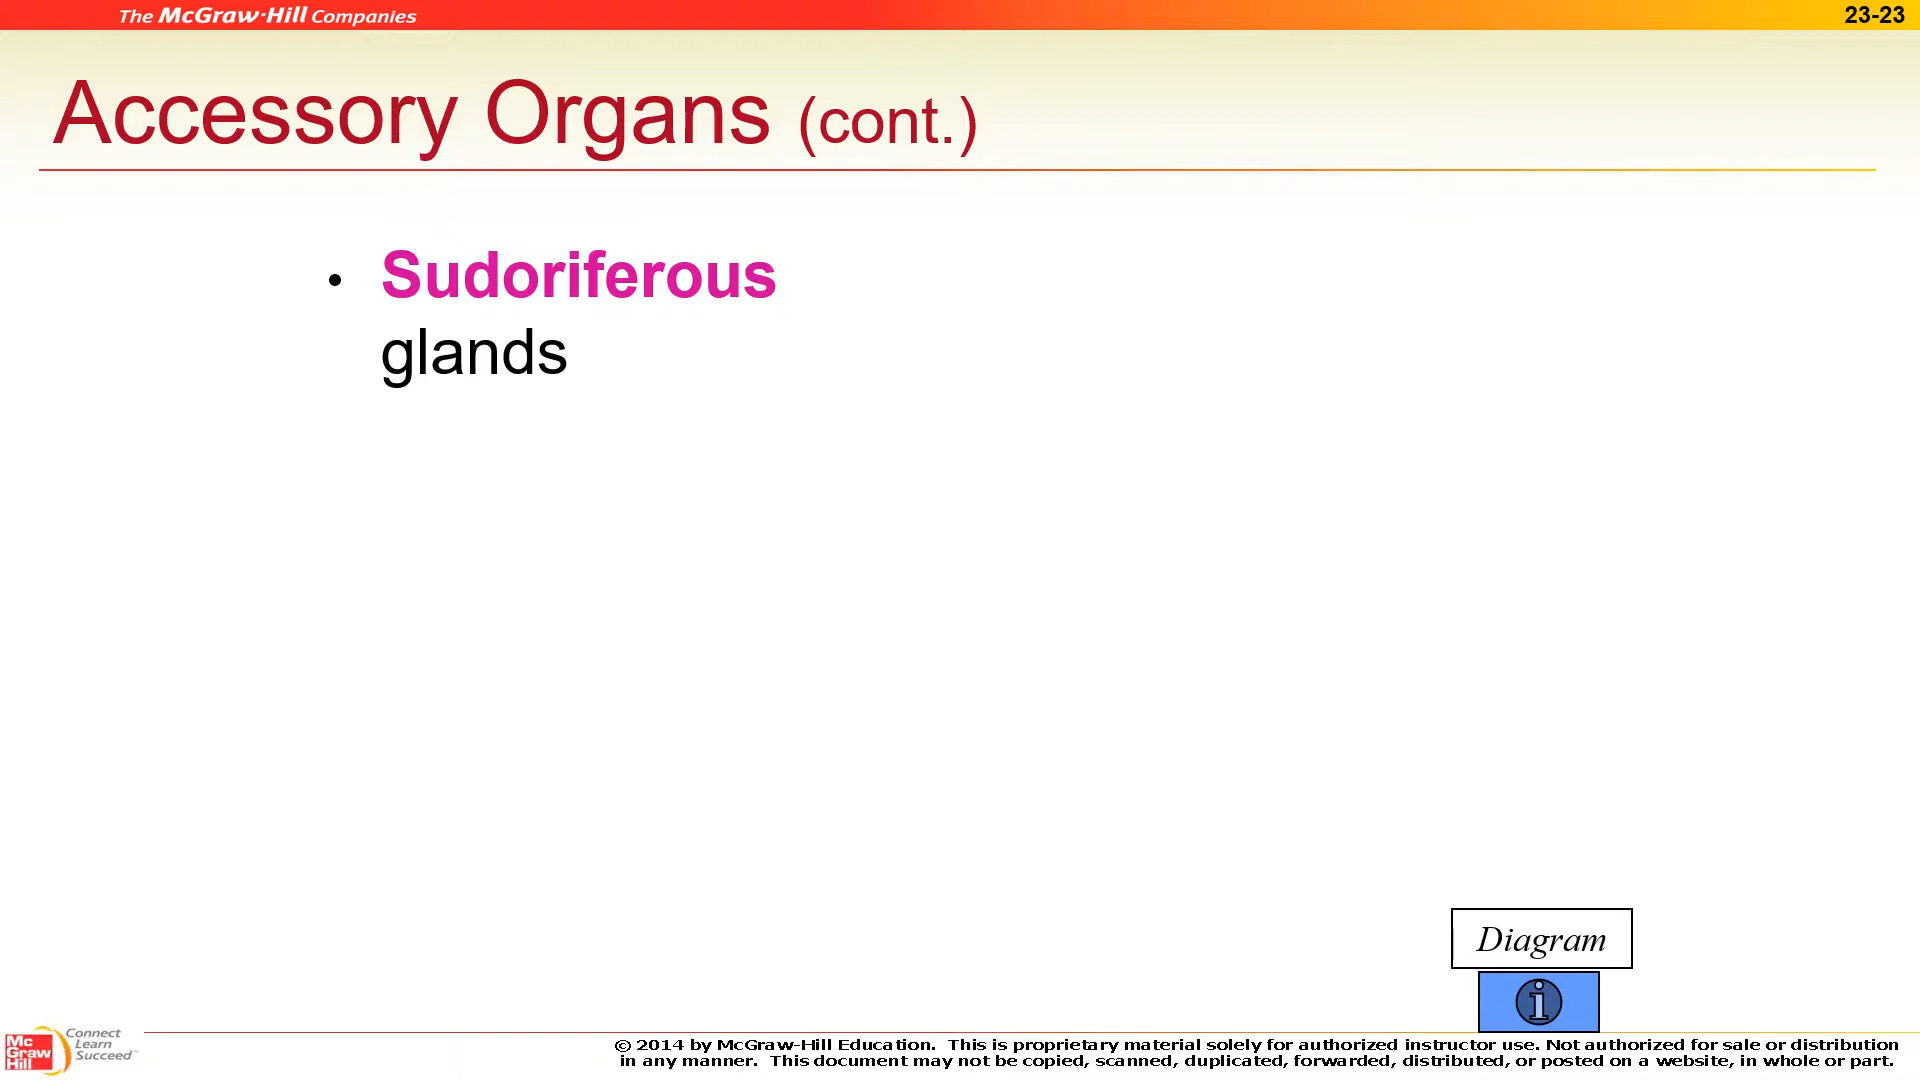 The McGraw·Hill Companies
23-23
Accessory Organs (cont.)
• Sudoriferous
glands
Diagram
i
Mc
Graw
Hill
Connect
Learn
Succeed™
© 2014 by McGraw-Hill Education. This is proprietary material solely for authorized instructor use. Not authorized for sale or distribution
in any manner. This document may not be copied, scanned, duplicated, forwarded, distributed, or posted on a website, in whole or part.